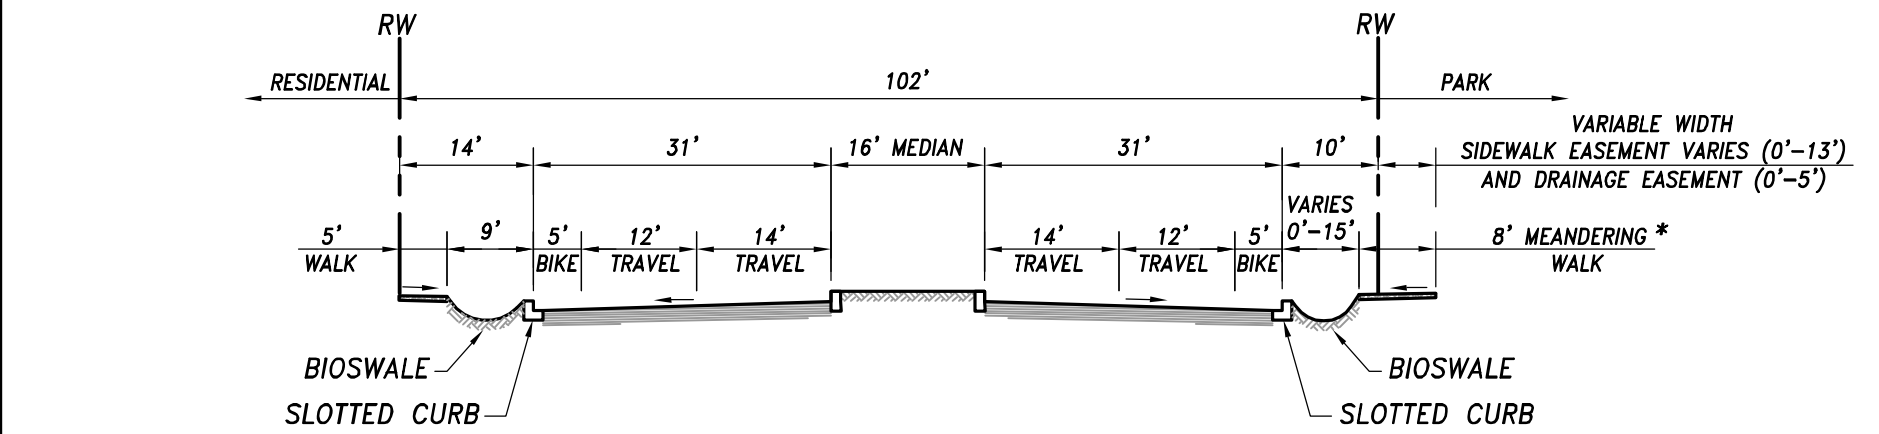 RW
RW
RESIDENTIAL
102'
PARK
14'
31'
16' MEDIAN
31'
10'
VARIABLE WIDTH
SIDEWALK EASEMENT VARIES (0'-13')
AND DRAINAGE EASEMENT (0'-5')
5'
WALK
9'
5'
BIKE
12'
TRAVEL
14'
TRAVEL
14'
TRAVEL
12'
TRAVEL
5'
BIKE
VARIES
0'-15'
8' MEANDERING *
WALK
BIOSWALE
BIOSWALE
SLOTTED CURB
SLOTTED CURB